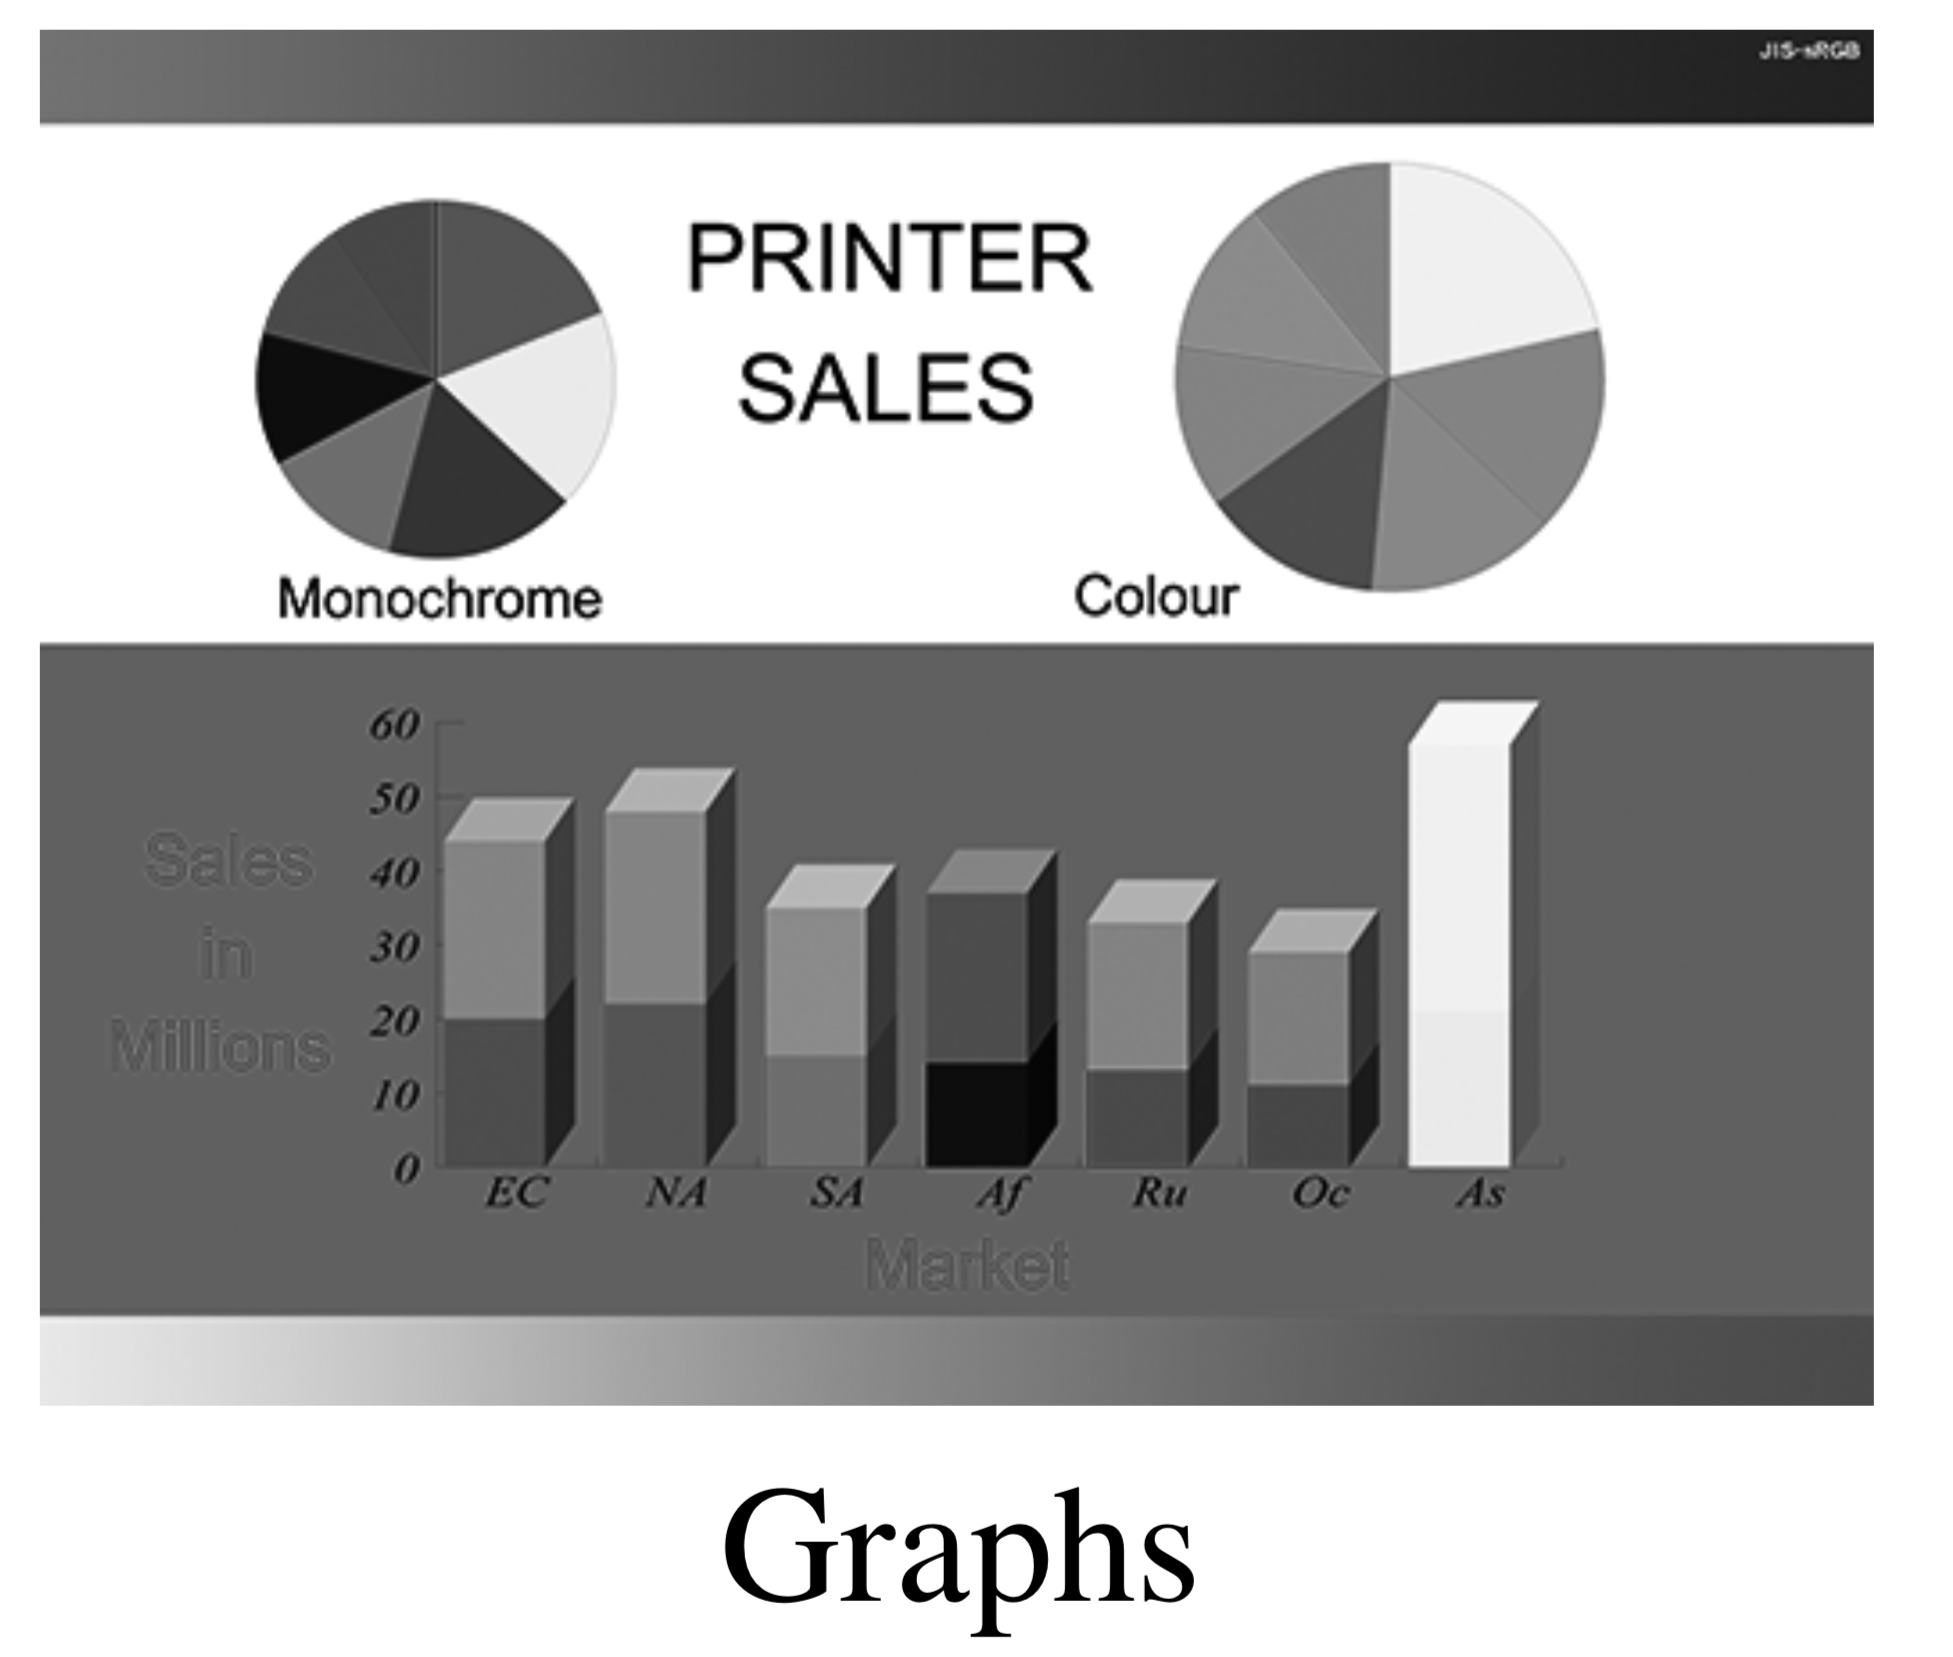 JIS-sRGB
PRINTER
SALES
Monochrome
Colour
Sales
in
Millions
60
50
40
30
20
10
0
EC NA SA Af Ru Oc As
Market
Graphs